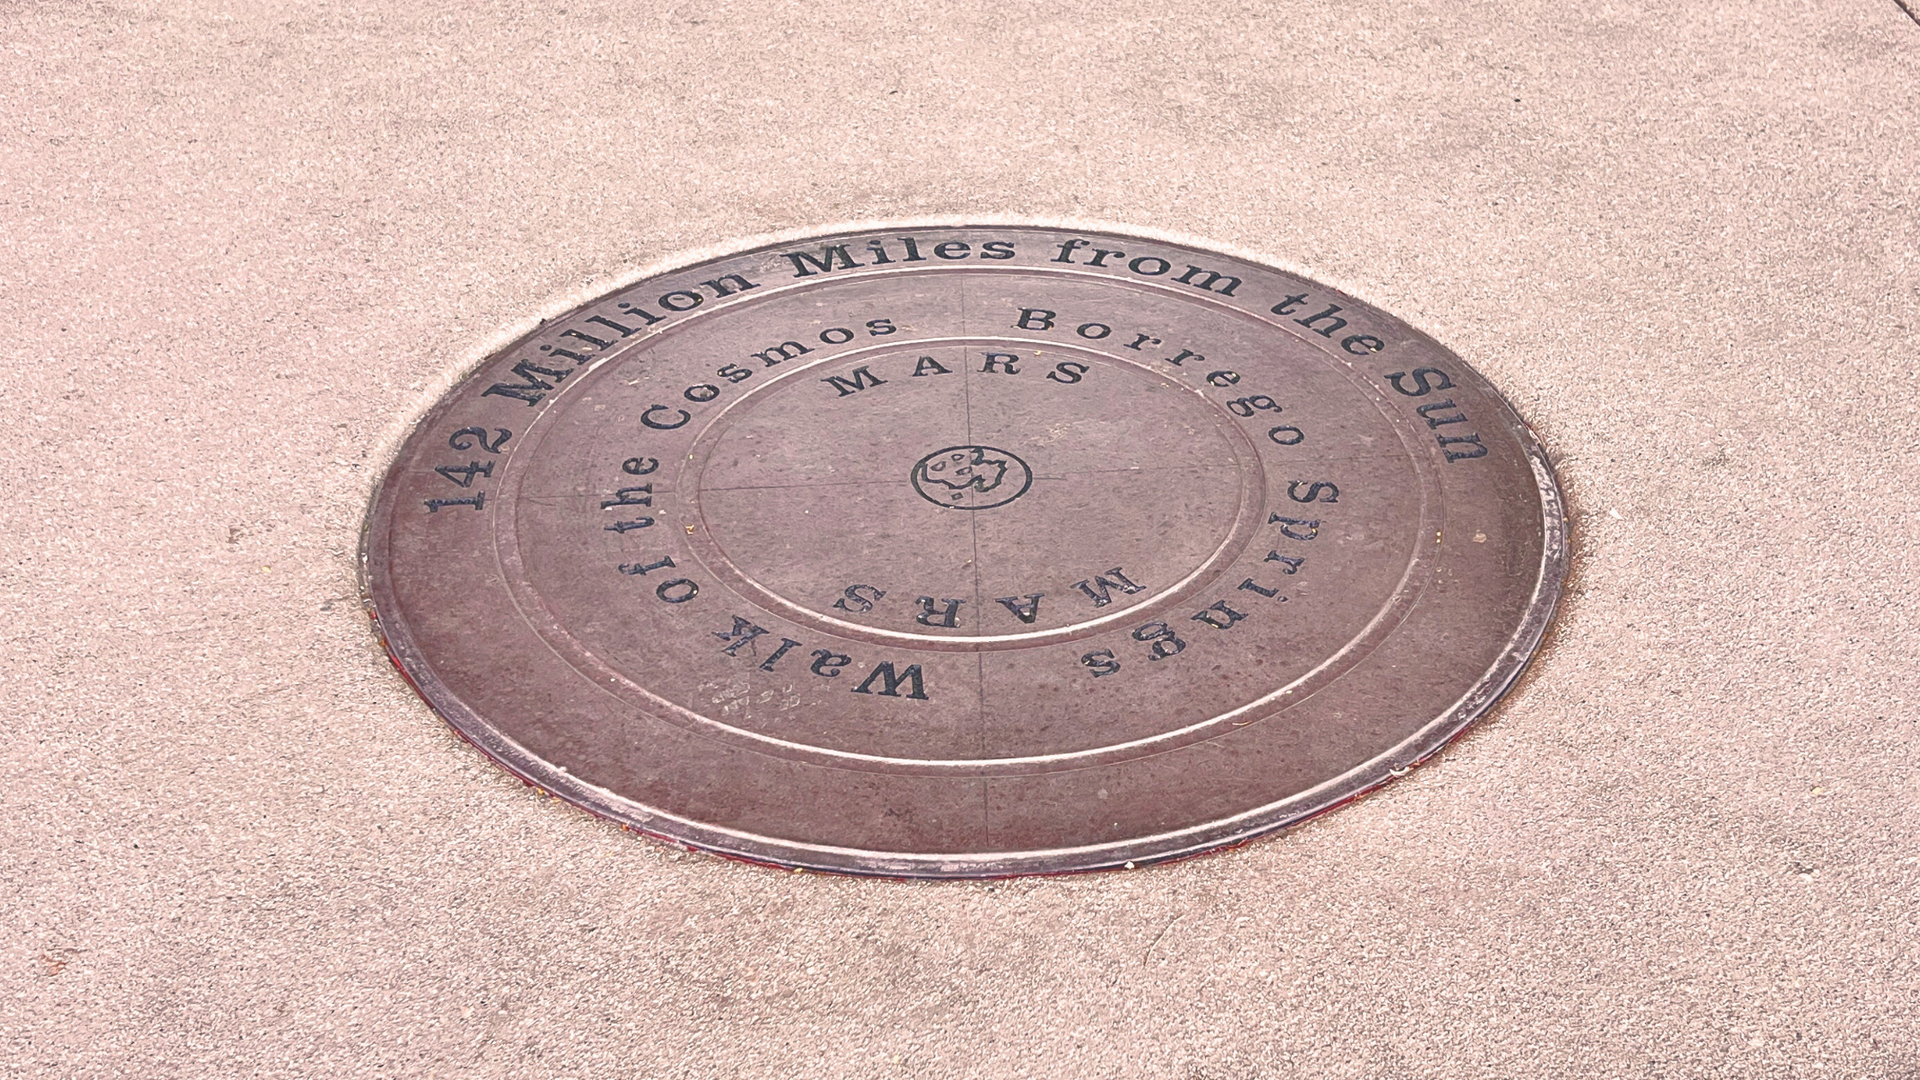 142 Million Miles from the Sun
Walk of the Cosmos Borrego Springs
MARS
MARS